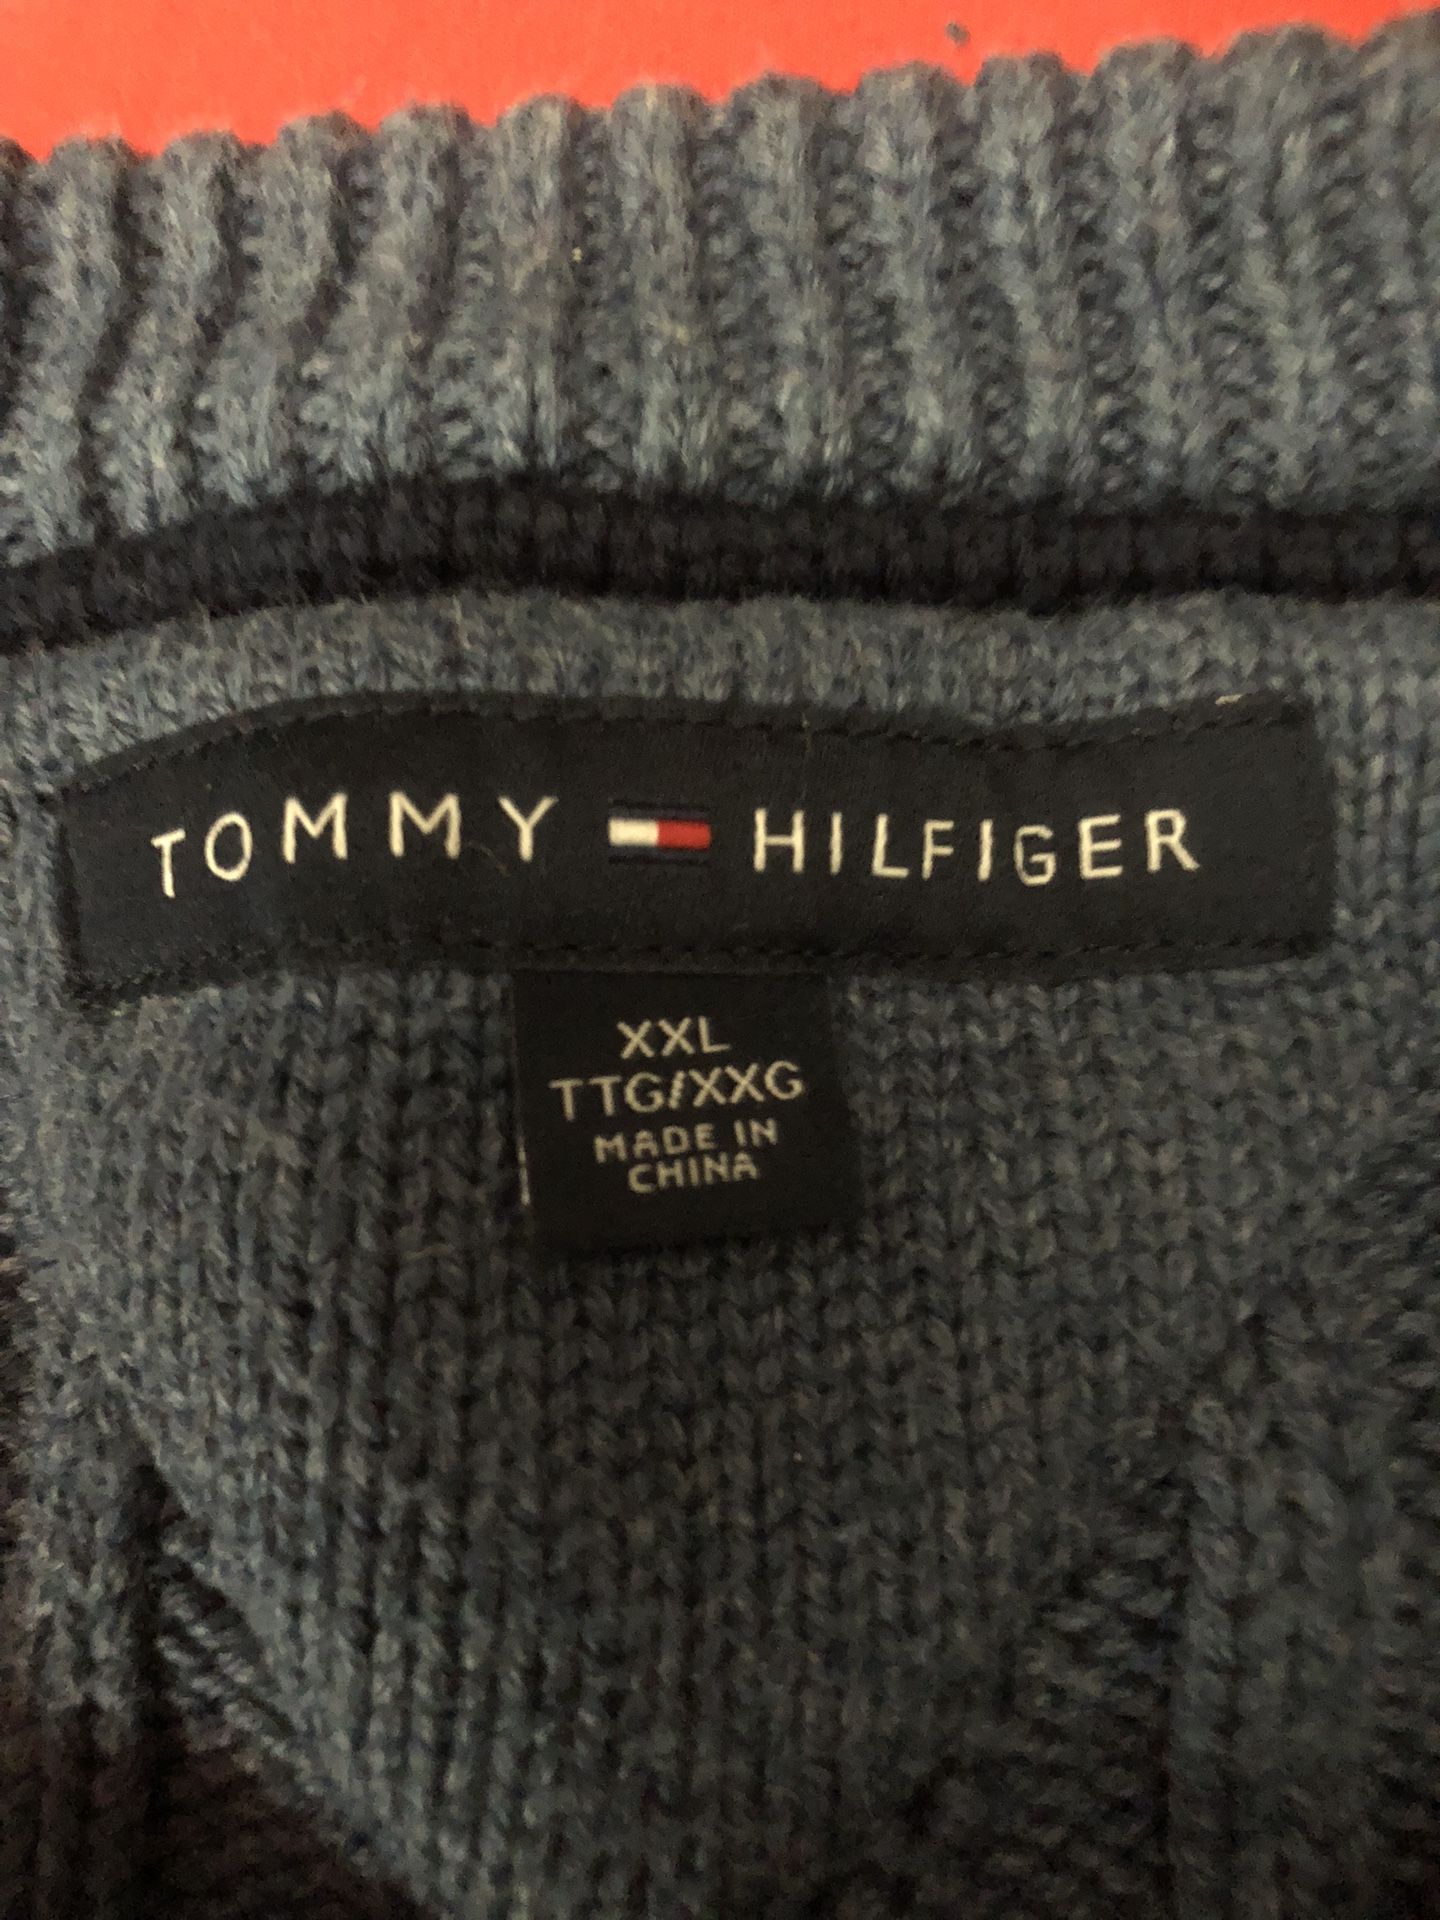 TOMMY HILFIGER
XXL
TTG/XXG
MADE IN
CHINA